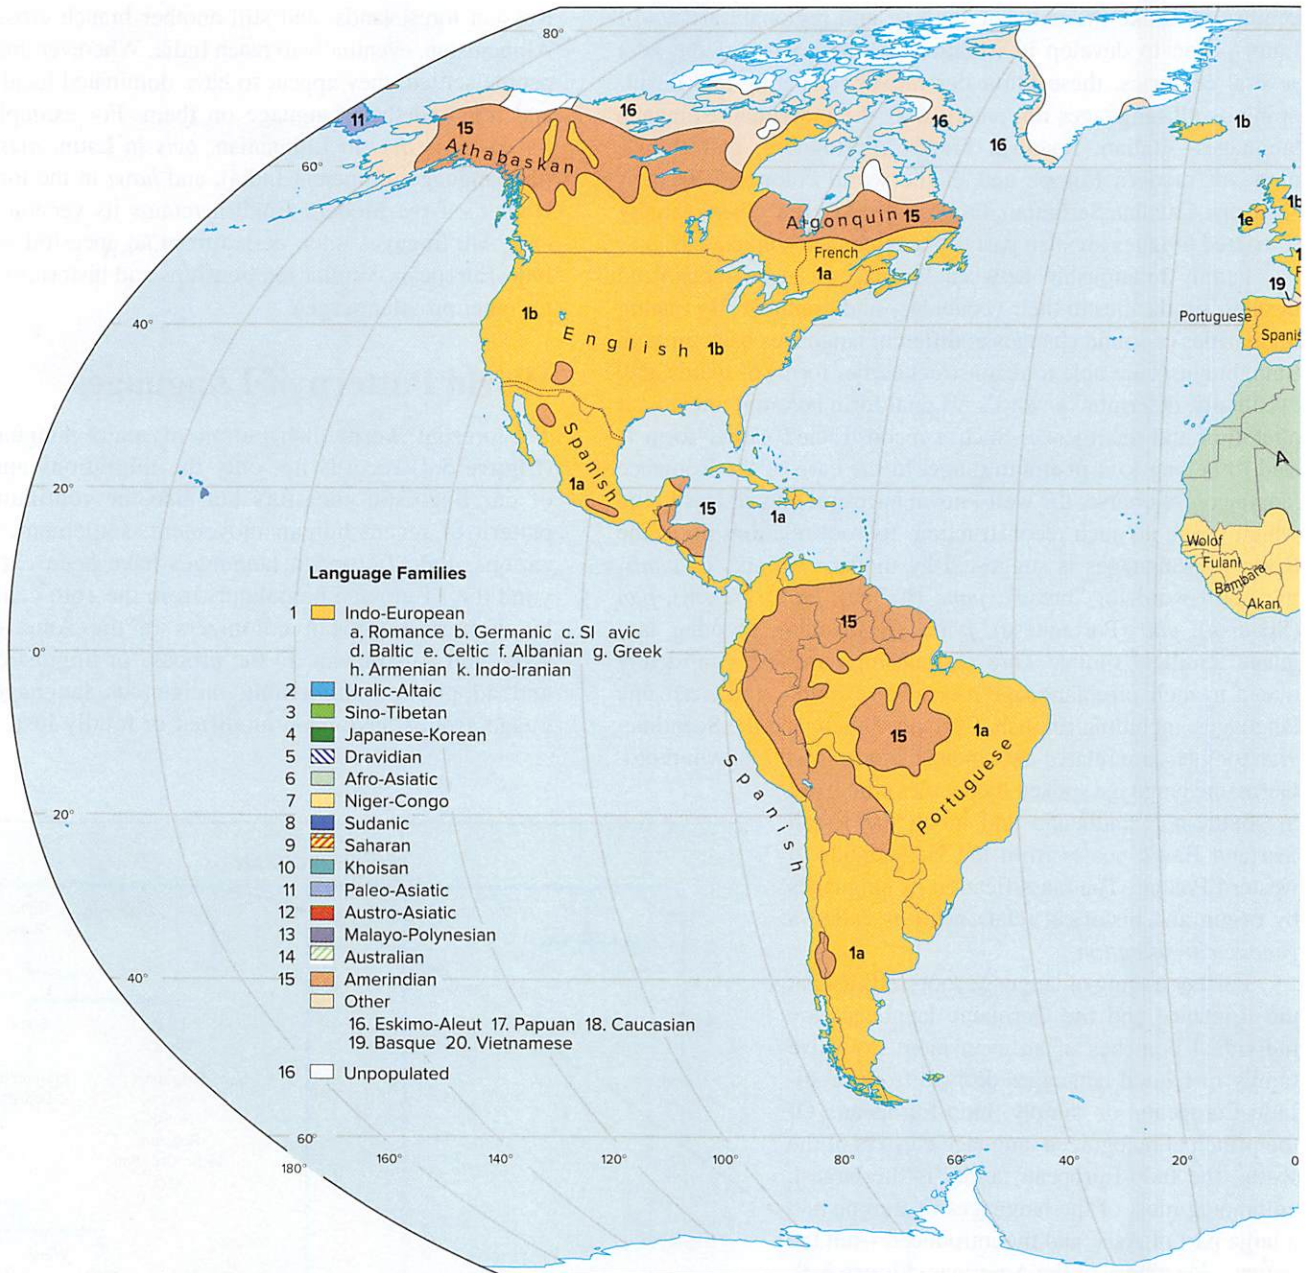 80°
11
15
Athabaskan
16
16
16
1b
60°
1e
1b
Algonquin 15
French
1a
19
Portuguese
Spanis
40°
1b
English 1b
Spanish
1a
20°
15
1a
A
Wolof
Fulani
Bambara
Akan
Language Families
1 Indo-European
a. Romance b. Germanic c. Sl avic
d. Baltic e. Celtic f. Albanian g. Greek
h. Armenian k. Indo-Iranian
2 Uralic-Altaic
3 Sino-Tibetan
4 Japanese-Korean
5 Dravidian
6 Afro-Asiatic
7 Niger-Congo
8 Sudanic
9 Saharan
10 Khoisan
11 Paleo-Asiatic
12 Austro-Asiatic
13 Malayo-Polynesian
14 Australian
15 Amerindian
Other
16. Eskimo-Aleut 17. Papuan 18. Caucasian
19. Basque 20. Vietnamese
16 Unpopulated
0°
20°
40°
60°
15
15
1a
Portuguese
Spanish
1a
180° 160° 140° 120° 100° 80° 60° 40° 20° 0